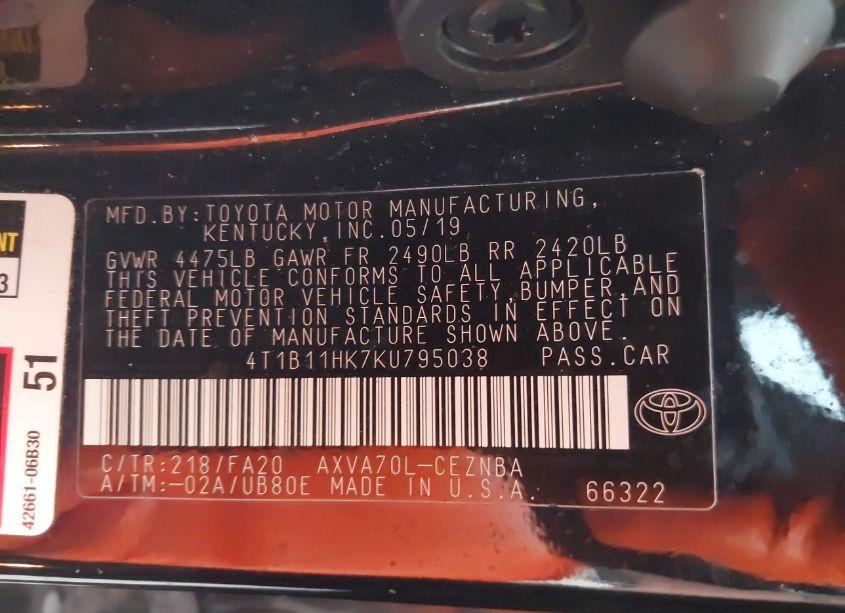 MFD.BY:TOYOTA MOTOR MANUFACTURING,
KENTUCKY,INC.05/19
GVWR 4475LB GAWR FR 2490LB RR 2420LB
THIS VEHICLE CONFORMS TO ALL APPLICABLE
FEDERAL MOTOR VEHICLE SAFETY,BUMPER,AND
THEFT PREVENTION STANDARDS IN EFFECT ON
THE DATE OF MANUFACTURE SHOWN ABOVE.
4T1B11HK7KU795038 PASS.CAR
C/TR:218/FA20 AXVA70L-CEZNBA
A/TM:-02A/UB80E MADE IN U.S.A. 66322
NT
3
51
42661-06B30